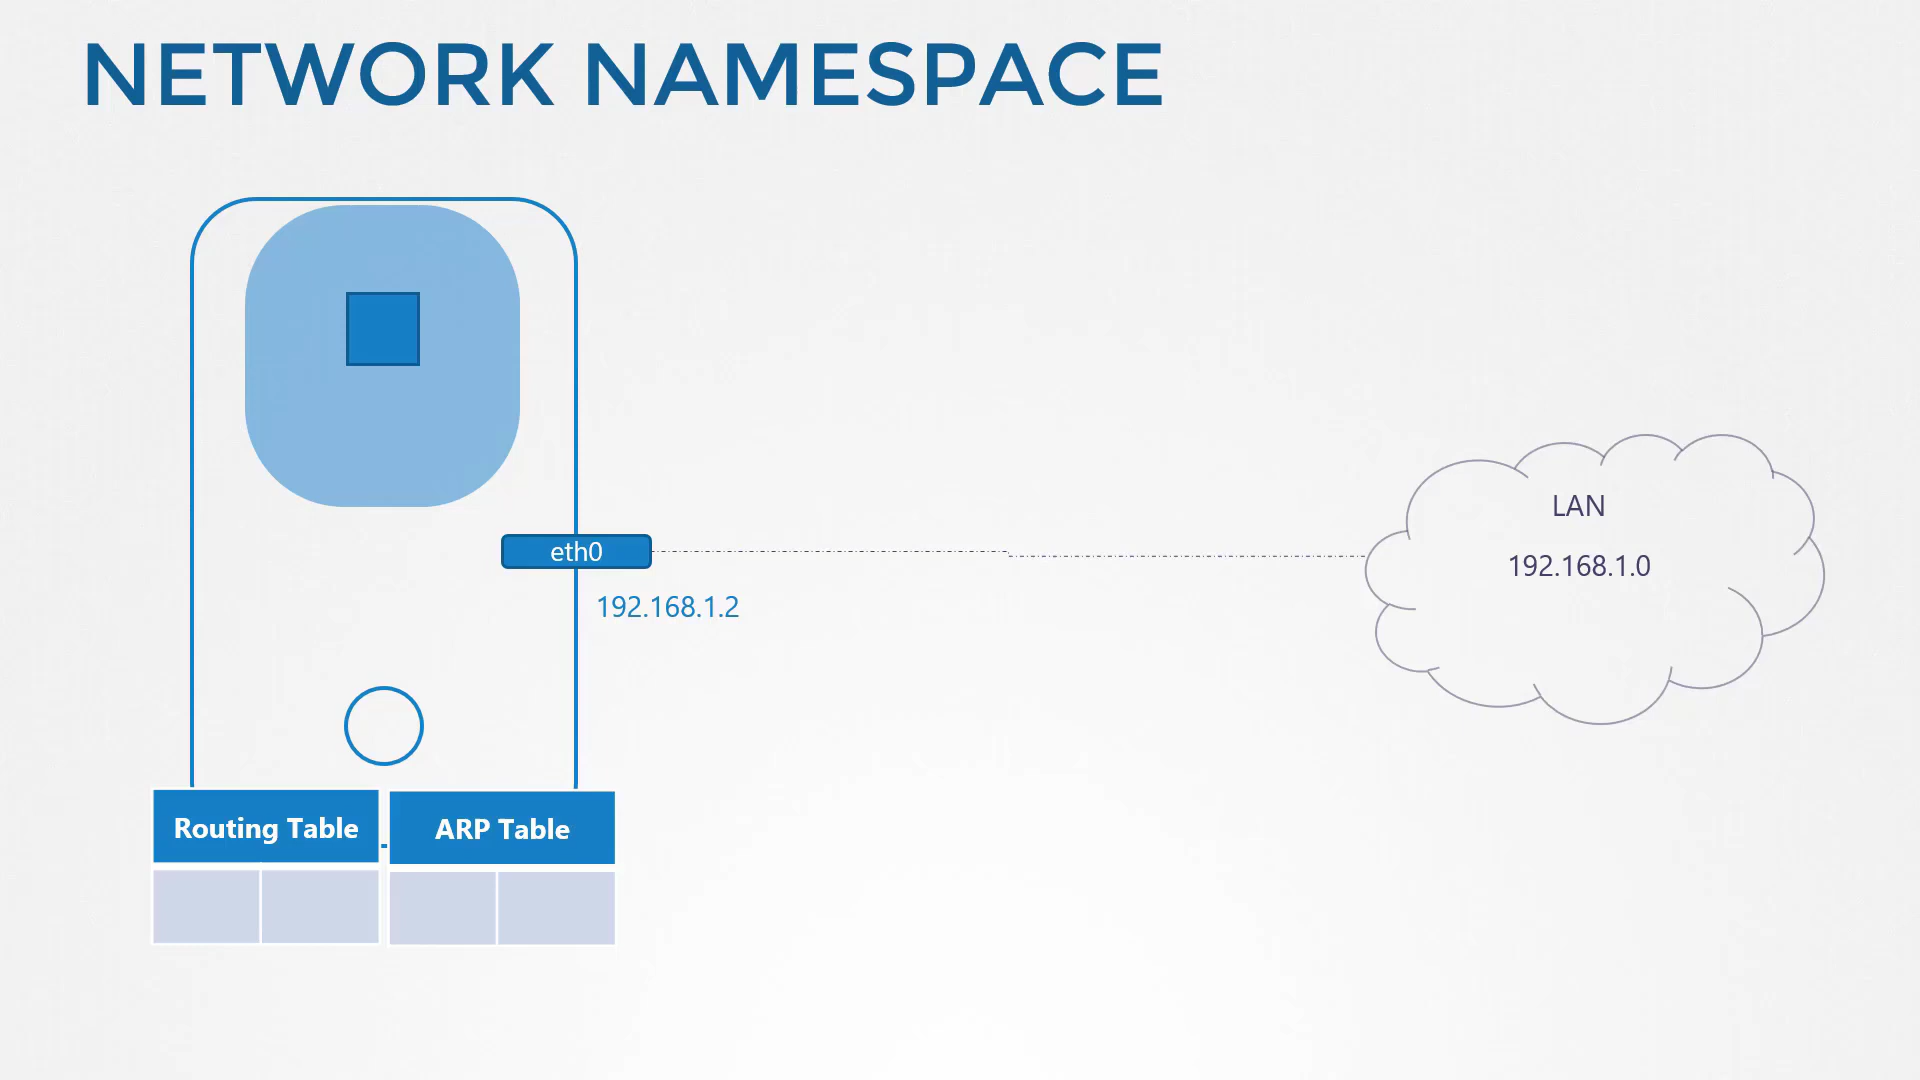 NETWORK NAMESPACE
LAN
192.168.1.0
eth0
192.168.1.2
Routing Table
ARP Table